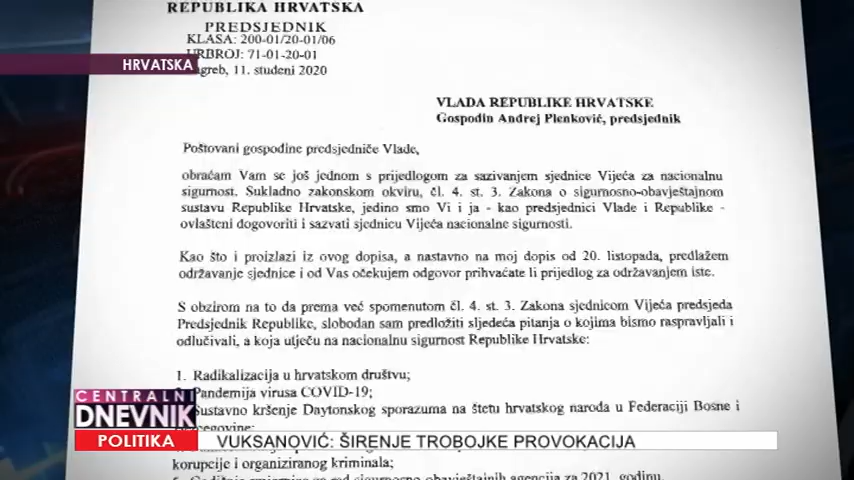 REPUBLIKA HRVATSKA
PREDSJEDNIK
KLASA: 200-01/20-01/06
URBROJ: 71-01-20-01
HRVATSKA
11. studeni 2020
VLADA REPUBLIKE HRVATSKE
Gospodin Andrej Plenković, predsjednik
Poštovani gospodine predsjedniče Vlade,
obraćam Vam se još jednom s prijedlogom za sazivanjem sjednice Vijeća za nacionalnu
sigurnost. Sukladno zakonskom okviru, čl. 4. st. 3. Zakona o sigurnosno-obavještajnom
sustavu Republike Hrvatske, jedino smo Vi i ja - kao predsjednici Vlade i Republike -
ovlašteni dogovoriti i sazvati sjednicu Vijeća nacionalne sigurnosti.
Kao što i proizlazi iz ovog dopisa, a nastavno na moj dopis od 20. listopada, predlažem
održavanje sjednice i od Vas očekujem odgovor prihvaćate li prijedlog za održavanjem iste.
S obzirom na to da prema već spomenutom čl. 4. st. 3. Zakona sjednicom Vijeća predsjeda
Predsjednik Republike, slobodan sam predložiti sljedeća pitanja o kojima bismo raspravljali i
odlučivali, a koja utječu na nacionalnu sigurnost Republike Hrvatske:
1. Radikalizacija u hrvatskom društvu;
Pandemija virusa COVID-19;
Sustavno kršenje Daytonskog sporazuma na štetu hrvatskog naroda u Federaciji Bosne i
CENTRALNI
DNEVNIK
POLITIKA
VUKSANOVIĆ: ŠIRENJE TROBOJKE PROVOKACIJA
korupcije i organiziranog kriminala;
agencija za 2021. godinu.